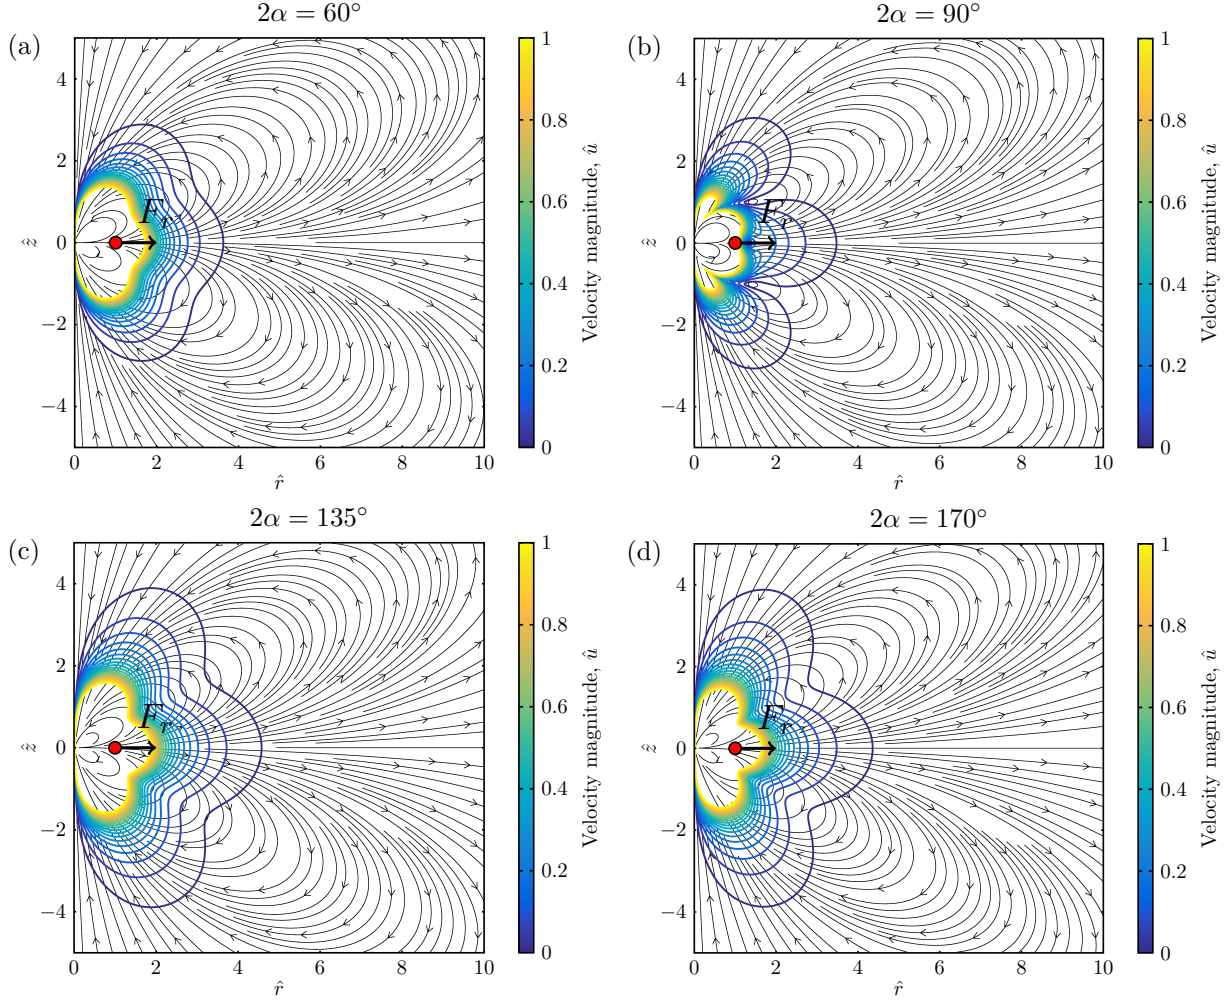 2α = 60°
2α = 90°
(a)
(b)
4
2
0
−2
−4
ẑ
F_r
0
2
4
6
8
10
r̂
1
0.8
0.6
0.4
0.2
0
Velocity magnitude, û
4
2
0
−2
−4
ẑ
F_r
0
2
4
6
8
10
r̂
1
0.8
0.6
0.4
0.2
0
Velocity magnitude, û
2α = 135°
2α = 170°
(c)
(d)
4
2
0
−2
−4
ẑ
F_r
0
2
4
6
8
10
r̂
1
0.8
0.6
0.4
0.2
0
Velocity magnitude, û
4
2
0
−2
−4
ẑ
F_r
0
2
4
6
8
10
r̂
1
0.8
0.6
0.4
0.2
0
Velocity magnitude, û